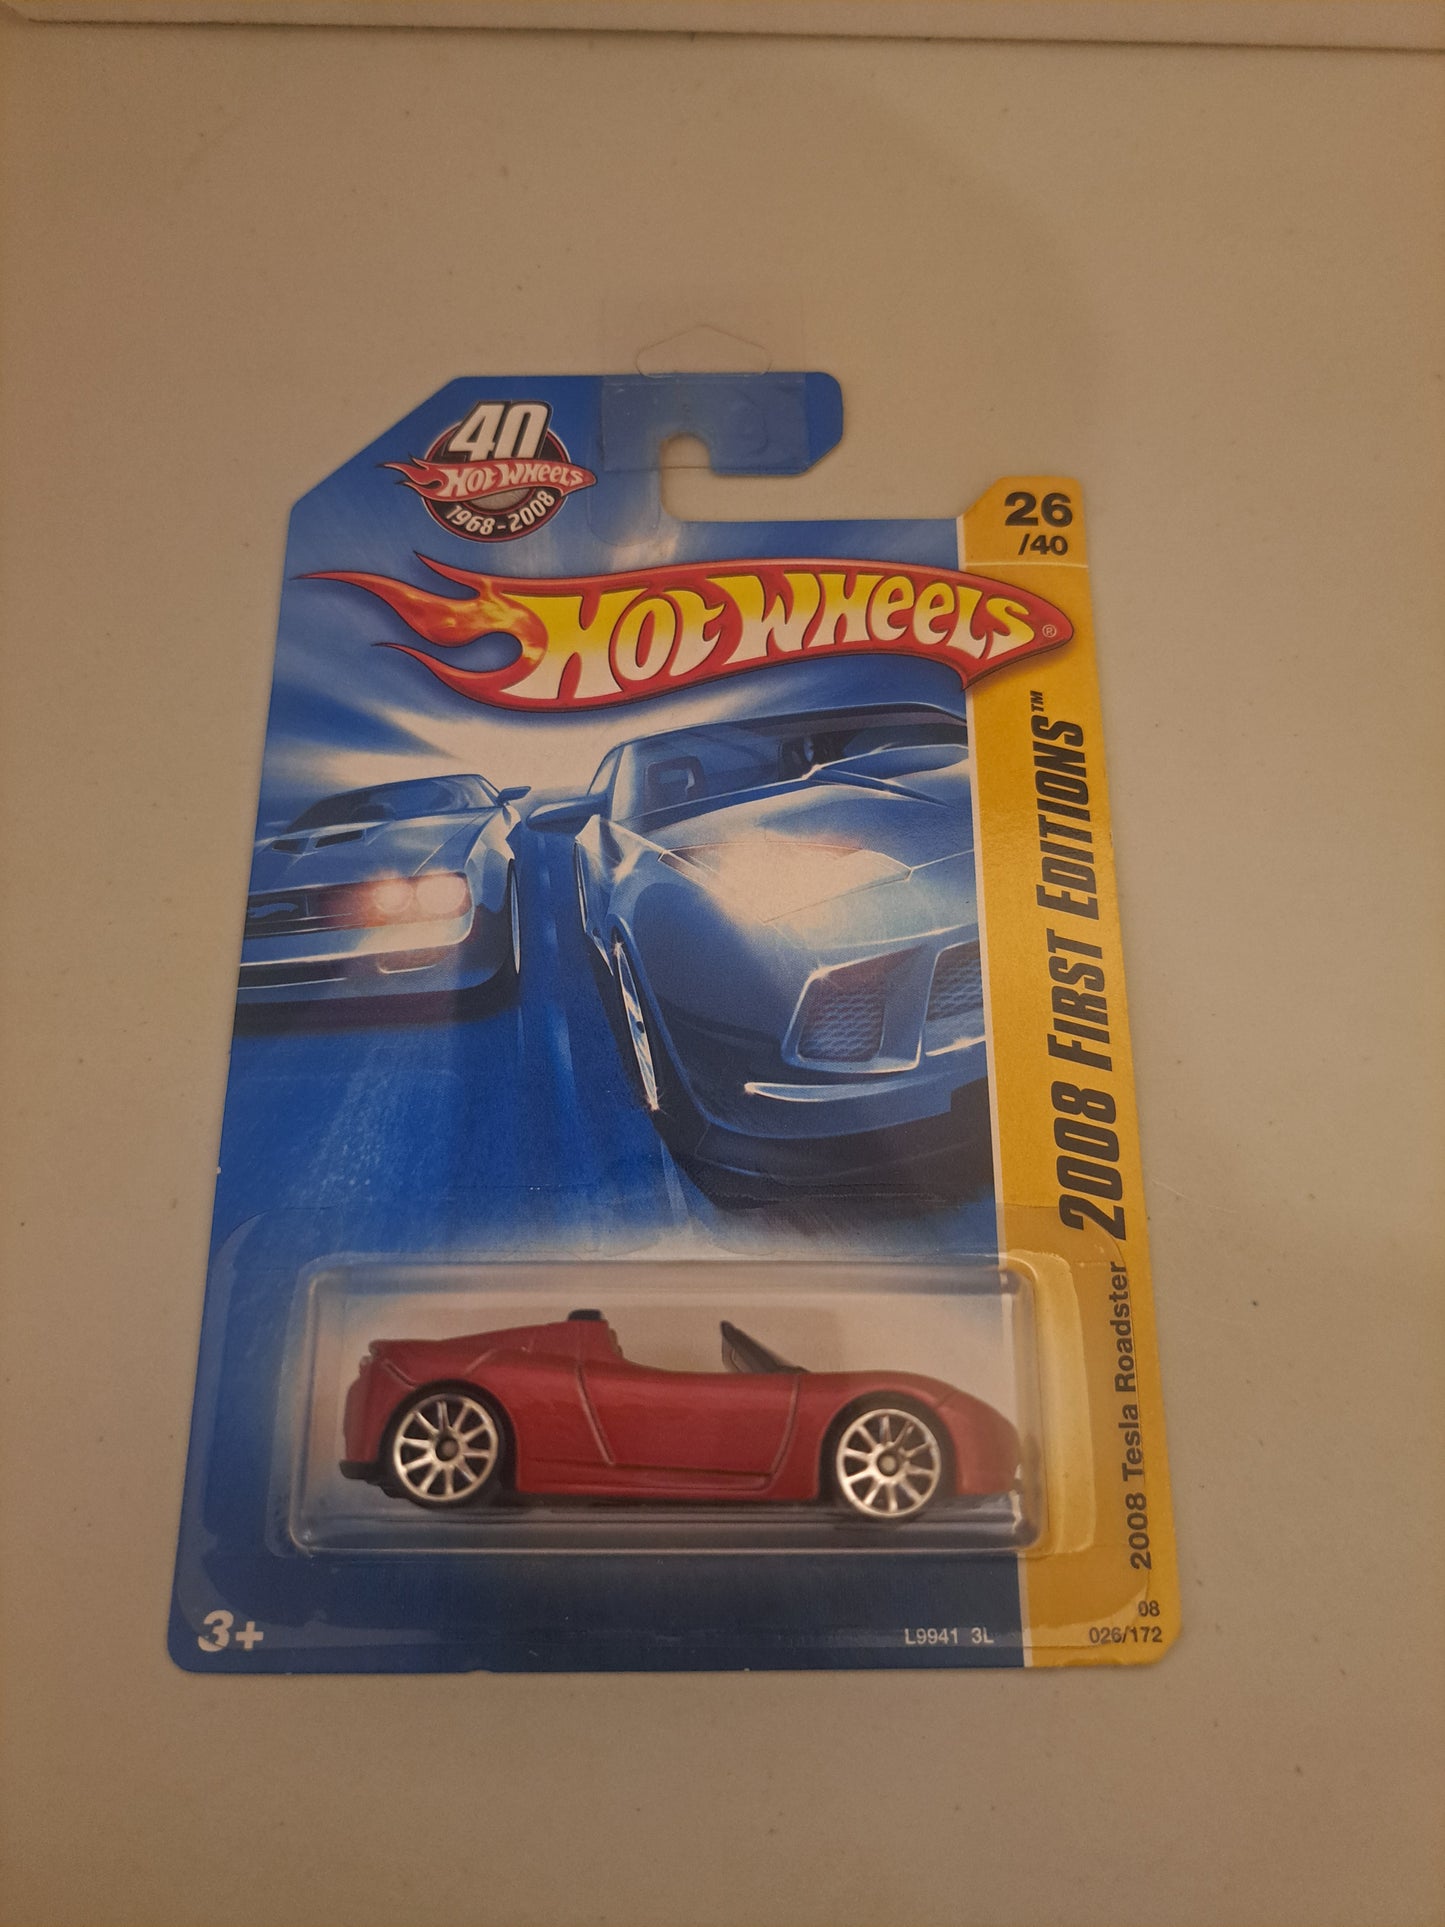 40
HOT WHEELS
1968-2008
26
/40
HOT WHEELS®
2008 FIRST EDITIONS™
2008 Tesla Roadster
3+
L9941 3L
08
026/172